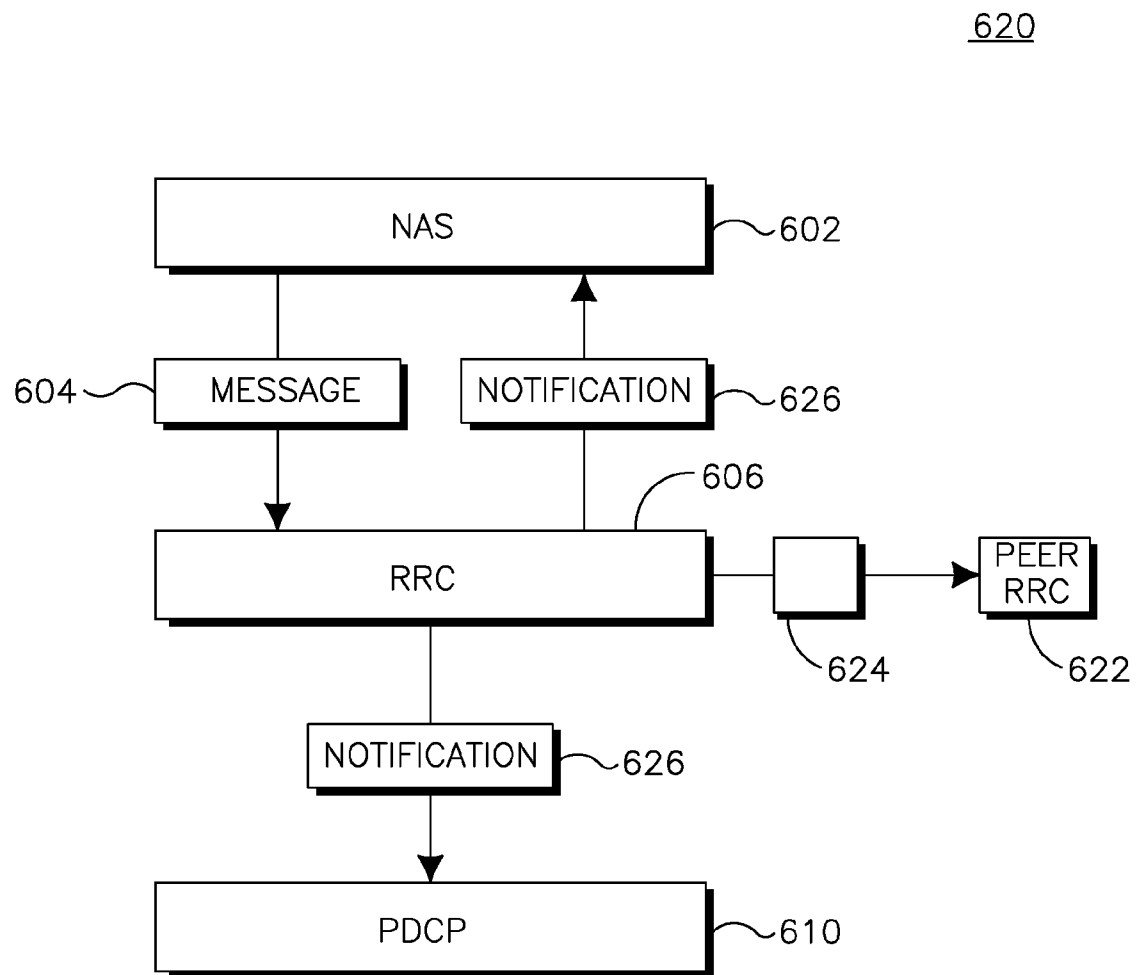 620
NAS
602
604
MESSAGE
NOTIFICATION
626
606
RRC
PEER
RRC
624
622
NOTIFICATION
626
PDCP
610